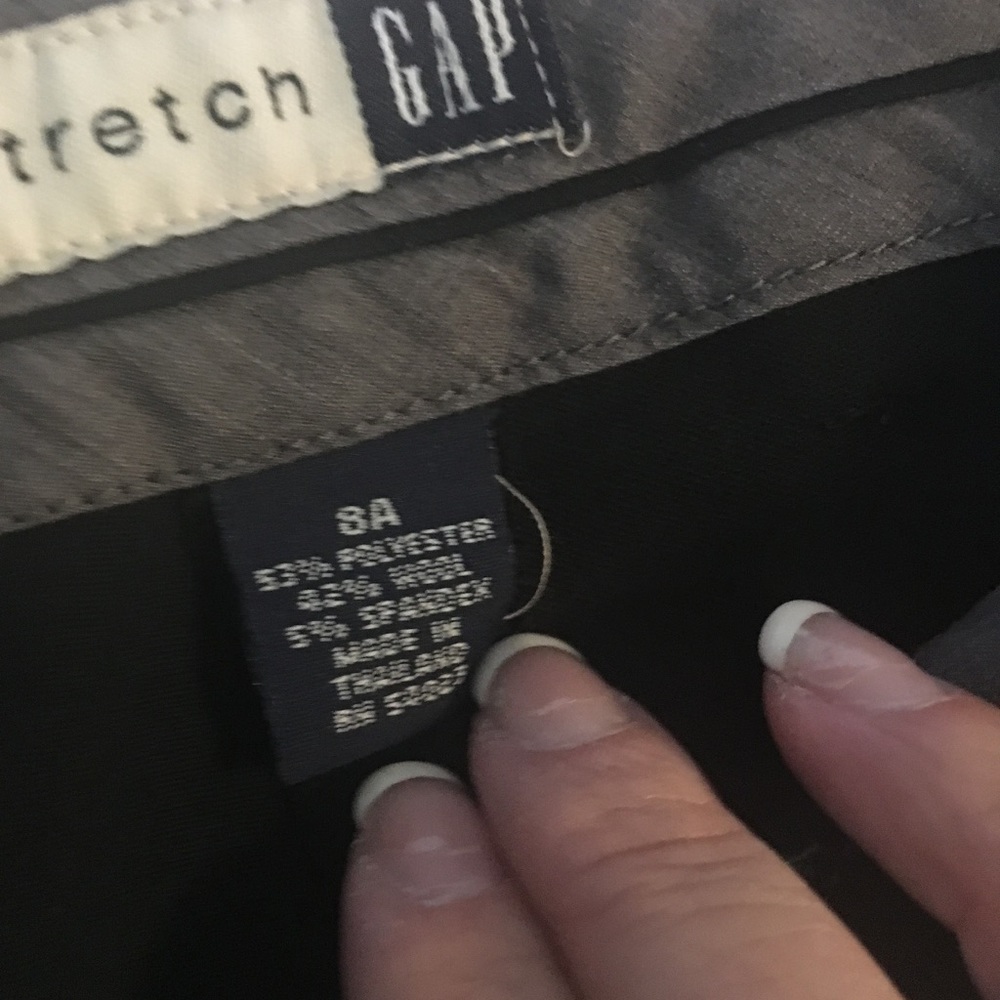 tretch
GAP
8A
53% POLYESTER
42% WOOL
5% SPANDEX
MADE IN
THAILAND
RN